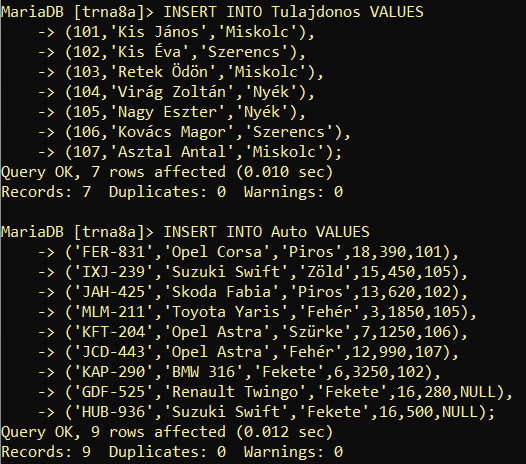 MariaDB [trna8a]> INSERT INTO Tulajdonos VALUES
    -> (101,'Kis János','Miskolc'),
    -> (102,'Kis Éva','Szerencs'),
    -> (103,'Retek Ödön','Miskolc'),
    -> (104,'Virág Zoltán','Nyék'),
    -> (105,'Nagy Eszter','Nyék'),
    -> (106,'Kovács Magor','Szerencs'),
    -> (107,'Asztal Antal','Miskolc');
Query OK, 7 rows affected (0.010 sec)
Records: 7  Duplicates: 0  Warnings: 0
MariaDB [trna8a]> INSERT INTO Auto VALUES
    -> ('FER-831','Opel Corsa','Piros',18,390,101),
    -> ('IXJ-239','Suzuki Swift','Zöld',15,450,105),
    -> ('JAH-425','Skoda Fabia','Piros',13,620,102),
    -> ('MLM-211','Toyota Yaris','Fehér',3,1850,105),
    -> ('KFT-204','Opel Astra','Szürke',7,1250,106),
    -> ('JCD-443','Opel Astra','Fehér',12,990,107),
    -> ('KAP-290','BMW 316','Fekete',6,3250,102),
    -> ('GDF-525','Renault Twingo','Fekete',16,280,NULL),
    -> ('HUB-936','Suzuki Swift','Fekete',16,500,NULL);
Query OK, 9 rows affected (0.012 sec)
Records: 9  Duplicates: 0  Warnings: 0